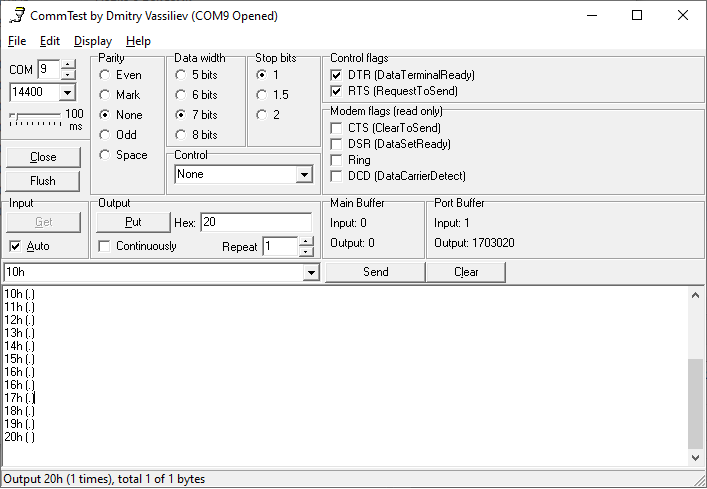 CommTest by Dmitry Vassiliev (COM9 Opened)
File Edit Display Help
COM 9
14400
100 ms
Close
Flush
Parity
Even
Mark
None
Odd
Space
Data width
5 bits
6 bits
7 bits
8 bits
Stop bits
1
1.5
2
Control
None
Control flags
DTR (DataTerminalReady)
RTS (RequestToSend)
Modem flags (read only)
CTS (ClearToSend)
DSR (DataSetReady)
Ring
DCD (DataCarrierDetect)
Input
Get
Auto
Output
Put Hex: 20
Continuously Repeat 1
Main Buffer
Input: 0
Output: 0
Port Buffer
Input: 1
Output: 1703020
10h Send Clear
10h (.)
11h (.)
12h (.)
13h (.)
14h (.)
15h (.)
16h (.)
16h (.)
17h (.)
18h (.)
19h (.)
20h ( )
Output 20h (1 times), total 1 of 1 bytes